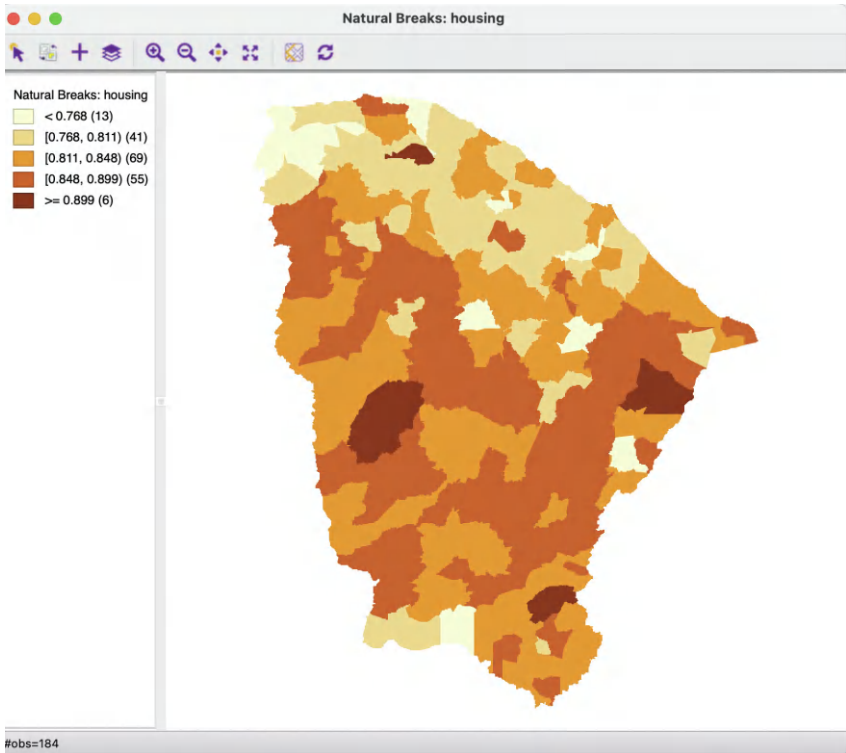 Natural Breaks: housing
Natural Breaks: housing
< 0.768 (13)
[0.768, 0.811) (41)
[0.811, 0.848) (69)
[0.848, 0.899) (55)
>= 0.899 (6)
#obs=184